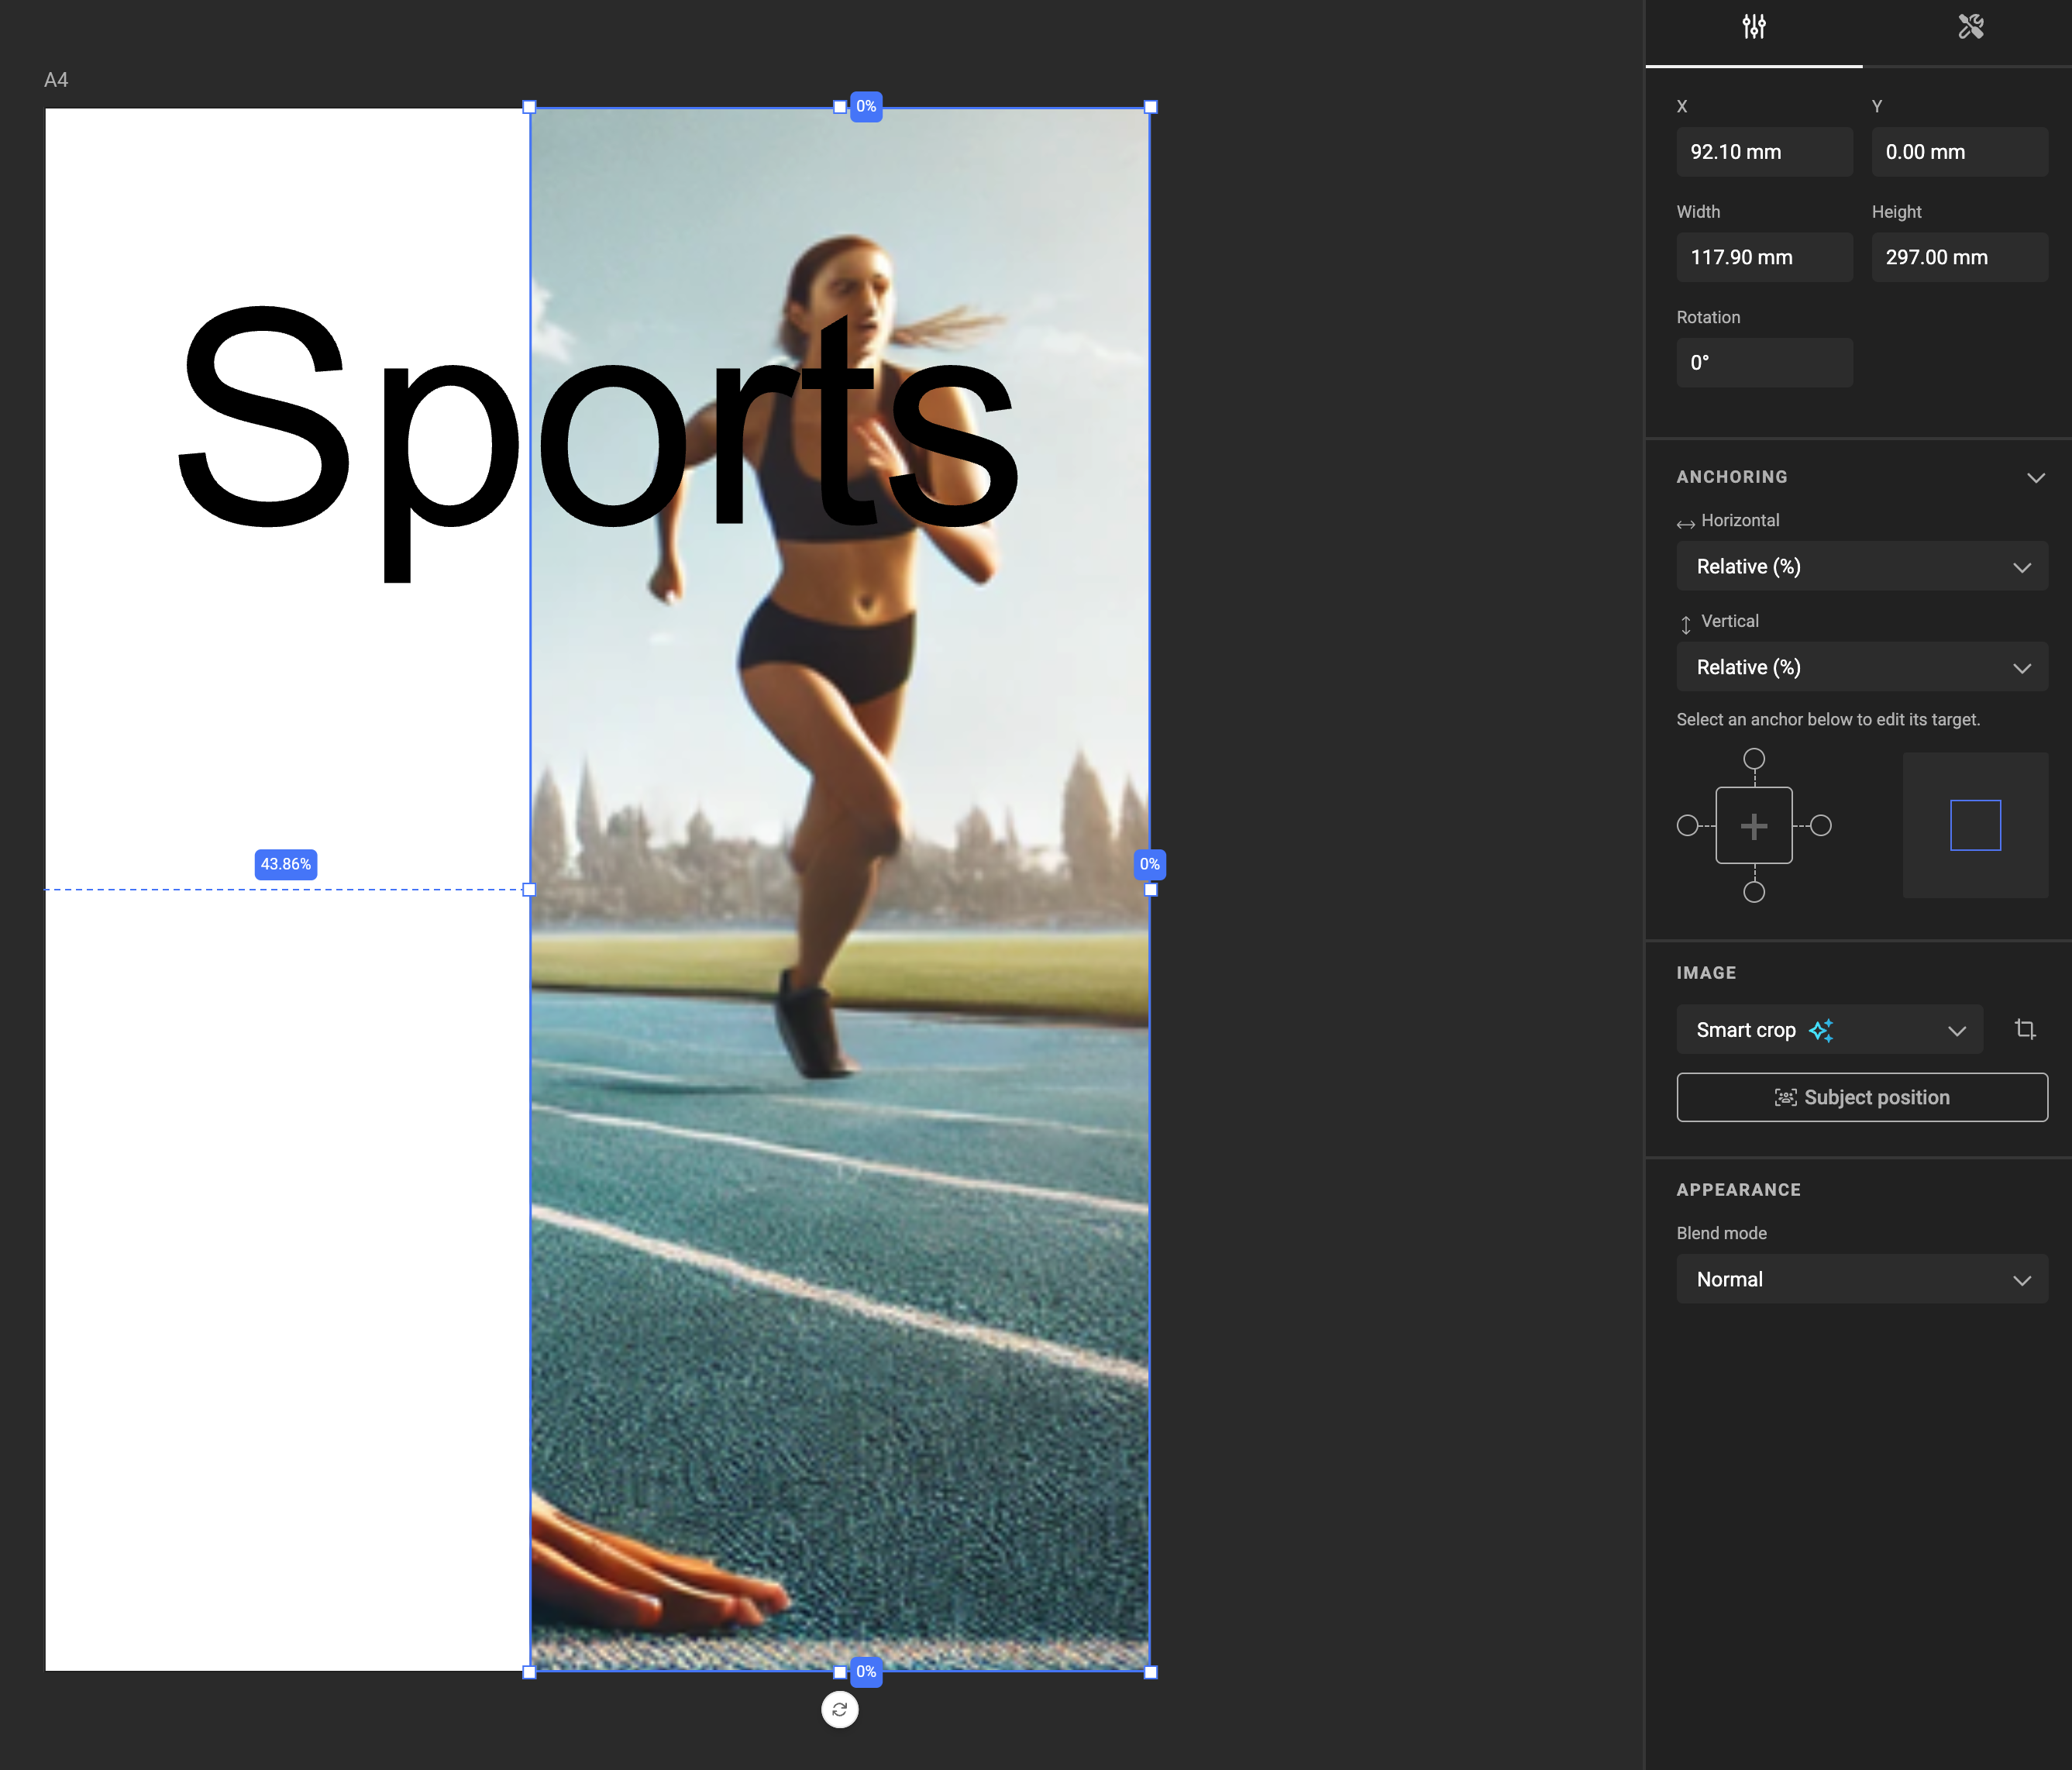 A4
Sports
0%
43.86%
0%
0%
X
Y
92.10 mm
0.00 mm
Width
Height
117.90 mm
297.00 mm
Rotation
0°
ANCHORING
Horizontal
Relative (%)
Vertical
Relative (%)
Select an anchor below to edit its target.
IMAGE
Smart crop
Subject position
APPEARANCE
Blend mode
Normal